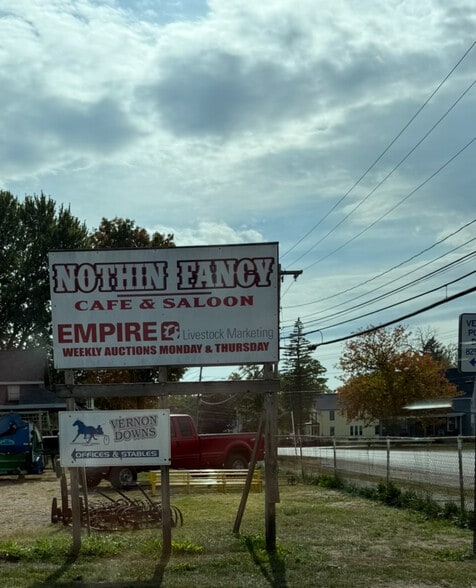 NOTHIN FANCY
CAFE & SALOON
EMPIRE Livestock Marketing
WEEKLY AUCTIONS MONDAY & THURSDAY
VERNON
DOWNS
OFFICES & STABLES